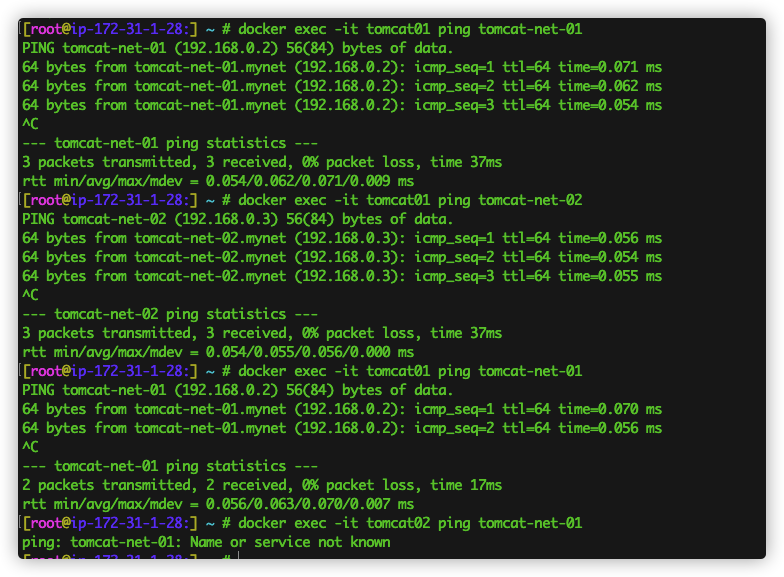 [root@ip-172-31-1-28:] ~ # docker exec -it tomcat01 ping tomcat-net-01
PING tomcat-net-01 (192.168.0.2) 56(84) bytes of data.
64 bytes from tomcat-net-01.mynet (192.168.0.2): icmp_seq=1 ttl=64 time=0.071 ms
64 bytes from tomcat-net-01.mynet (192.168.0.2): icmp_seq=2 ttl=64 time=0.062 ms
64 bytes from tomcat-net-01.mynet (192.168.0.2): icmp_seq=3 ttl=64 time=0.054 ms
^C
--- tomcat-net-01 ping statistics ---
3 packets transmitted, 3 received, 0% packet loss, time 37ms
rtt min/avg/max/mdev = 0.054/0.062/0.071/0.009 ms
[root@ip-172-31-1-28:] ~ # docker exec -it tomcat01 ping tomcat-net-02
PING tomcat-net-02 (192.168.0.3) 56(84) bytes of data.
64 bytes from tomcat-net-02.mynet (192.168.0.3): icmp_seq=1 ttl=64 time=0.056 ms
64 bytes from tomcat-net-02.mynet (192.168.0.3): icmp_seq=2 ttl=64 time=0.054 ms
64 bytes from tomcat-net-02.mynet (192.168.0.3): icmp_seq=3 ttl=64 time=0.055 ms
^C
--- tomcat-net-02 ping statistics ---
3 packets transmitted, 3 received, 0% packet loss, time 37ms
rtt min/avg/max/mdev = 0.054/0.055/0.056/0.000 ms
[root@ip-172-31-1-28:] ~ # docker exec -it tomcat01 ping tomcat-net-01
PING tomcat-net-01 (192.168.0.2) 56(84) bytes of data.
64 bytes from tomcat-net-01.mynet (192.168.0.2): icmp_seq=1 ttl=64 time=0.070 ms
64 bytes from tomcat-net-01.mynet (192.168.0.2): icmp_seq=2 ttl=64 time=0.056 ms
^C
--- tomcat-net-01 ping statistics ---
2 packets transmitted, 2 received, 0% packet loss, time 17ms
rtt min/avg/max/mdev = 0.056/0.063/0.070/0.007 ms
[root@ip-172-31-1-28:] ~ # docker exec -it tomcat02 ping tomcat-net-01
ping: tomcat-net-01: Name or service not known
[root@ip-172-31-1-28:] ~ #